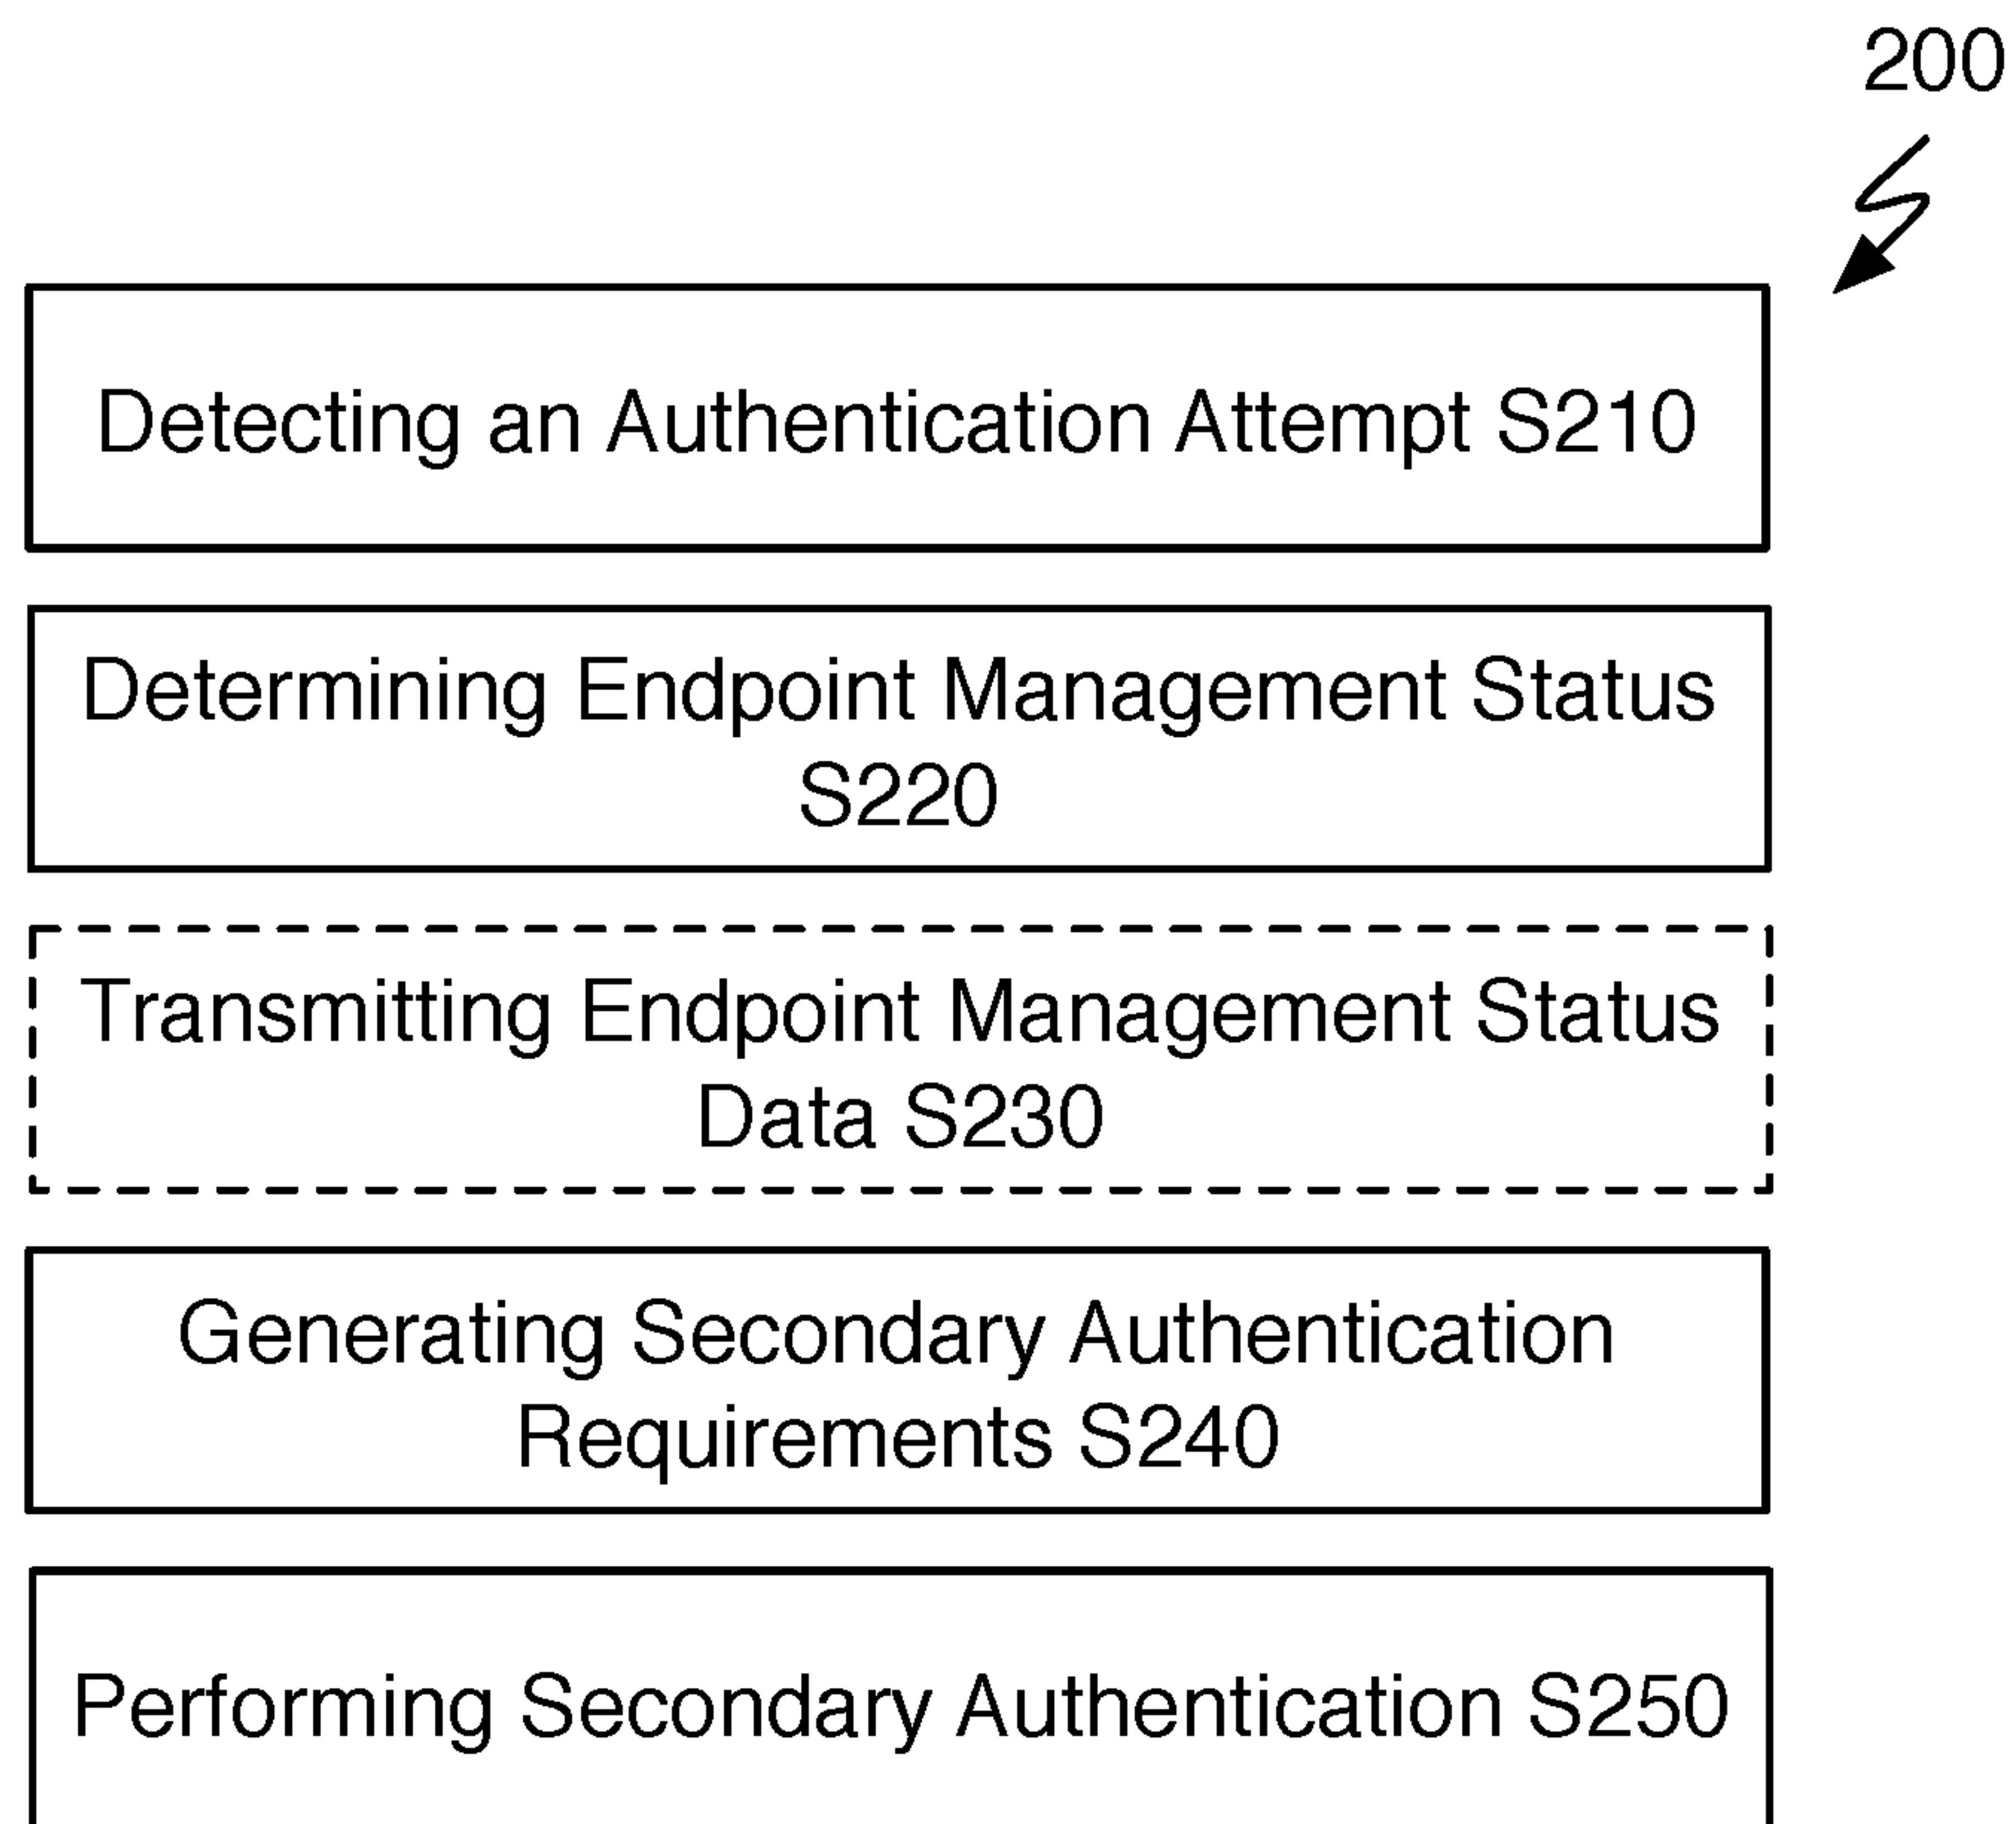 200
Detecting an Authentication Attempt S210
Determining Endpoint Management Status
S220
Transmitting Endpoint Management Status
Data S230
Generating Secondary Authentication
Requirements S240
Performing Secondary Authentication S250